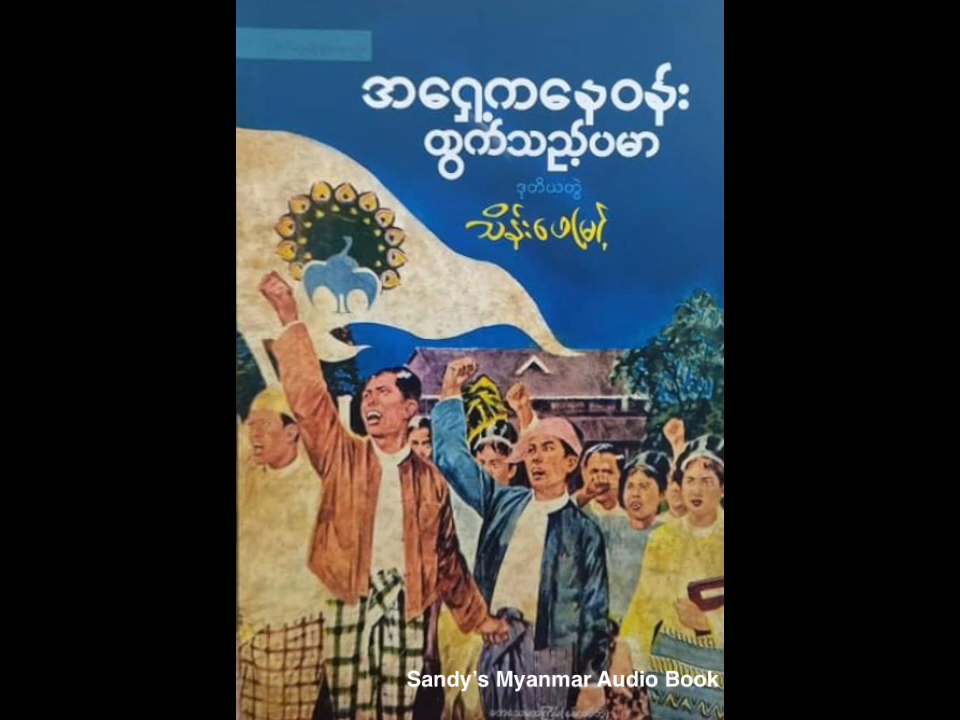 အရှေ့ကနေဝန်း
ထွက်သည့်ပမာ
ဒုတိယတွဲ
သိန်းဖေမြင့်
Sandy's Myanmar Audio Book